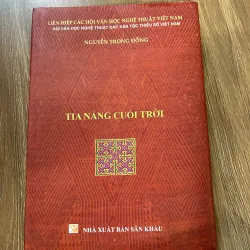 LIÊN HIỆP CÁC HỘI VĂN HỌC NGHỆ THUẬT VIỆT NAM
HỘI VĂN HỌC NGHỆ THUẬT CÁC DÂN TỘC THIỂU SỐ VIỆT NAM
NGUYỄN TRỌNG ĐỒNG
TIA NẮNG CUỐI TRỜI
NHÀ XUẤT BẢN SÂN KHẤU